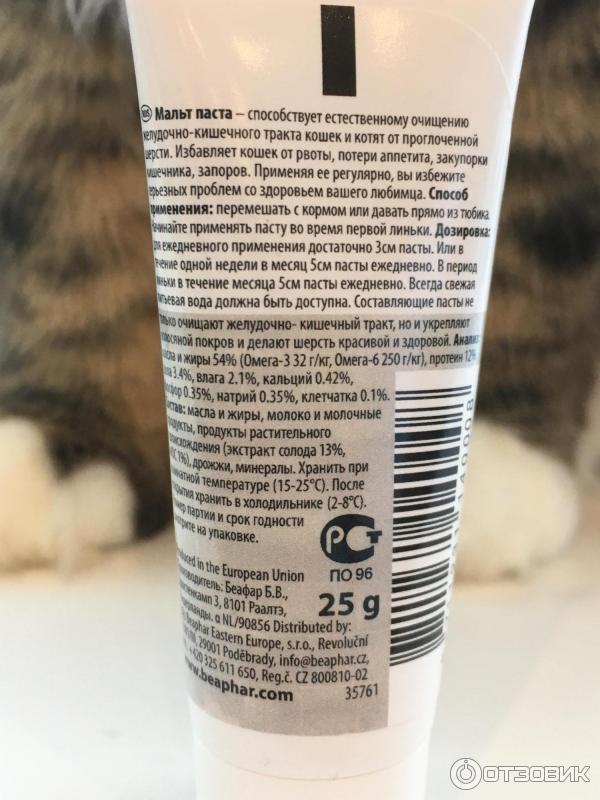 RUS Мальт паста – способствует естественному очищению
желудочно-кишечного тракта кошек и котят от проглоченной
шерсти. Избавляет кошек от рвоты, потери аппетита, закупорки
кишечника, запоров. Применяя ее регулярно, вы избежите
серьезных проблем со здоровьем вашего любимца. Способ
применения: перемешать с кормом или давать прямо из тюбика.
Начинайте применять пасту во время первой линьки. Дозировка:
для ежедневного применения достаточно 3см пасты. Или в
течение одной недели в месяц 5см пасты ежедневно. В период
линьки в течение месяца 5см пасты ежедневно. Всегда свежая
питьевая вода должна быть доступна. Составляющие пасты не
только очищают желудочно- кишечный тракт, но и укрепляют
волосяной покров и делают шерсть красивой и здоровой. Анализ:
масла и жиры 54% (Омега-3 32 г/кг, Омега-6 250 г/кг), протеин 12%
зола 3.4%, влага 2.1%, кальций 0.42%,
фосфор 0.35%, натрий 0.35%, клетчатка 0.1%.
Состав: масла и жиры, молоко и молочные
продукты, продукты растительного
происхождения (экстракт солода 13%,
1%), дрожжи, минералы. Хранить при
комнатной температуре (15-25°C). После
открытия хранить в холодильнике (2-8°C).
Номер партии и срок годности
смотрите на упаковке.
РСТ
ПО 96
Produced in the European Union
Производитель: Беафар Б.В.,
3, 8101 Раалтэ,
Нидерланды. α NL/90856 Distributed by:
Beaphar Eastern Europe, s.r.o., Revoluční
29001 Poděbrady, info@beaphar.cz,
+420 325 611 650, Reg.č. CZ 800810-02
www.beaphar.com
35761
25 g
ОТЗОВИК